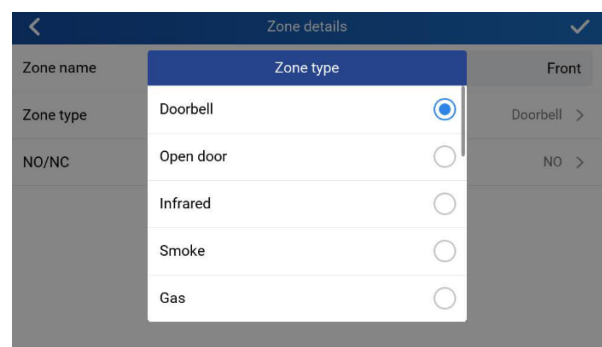 Zone details
Zone name Front
Zone type
Zone type Doorbell
NO/NC NO
Doorbell
Open door
Infrared
Smoke
Gas